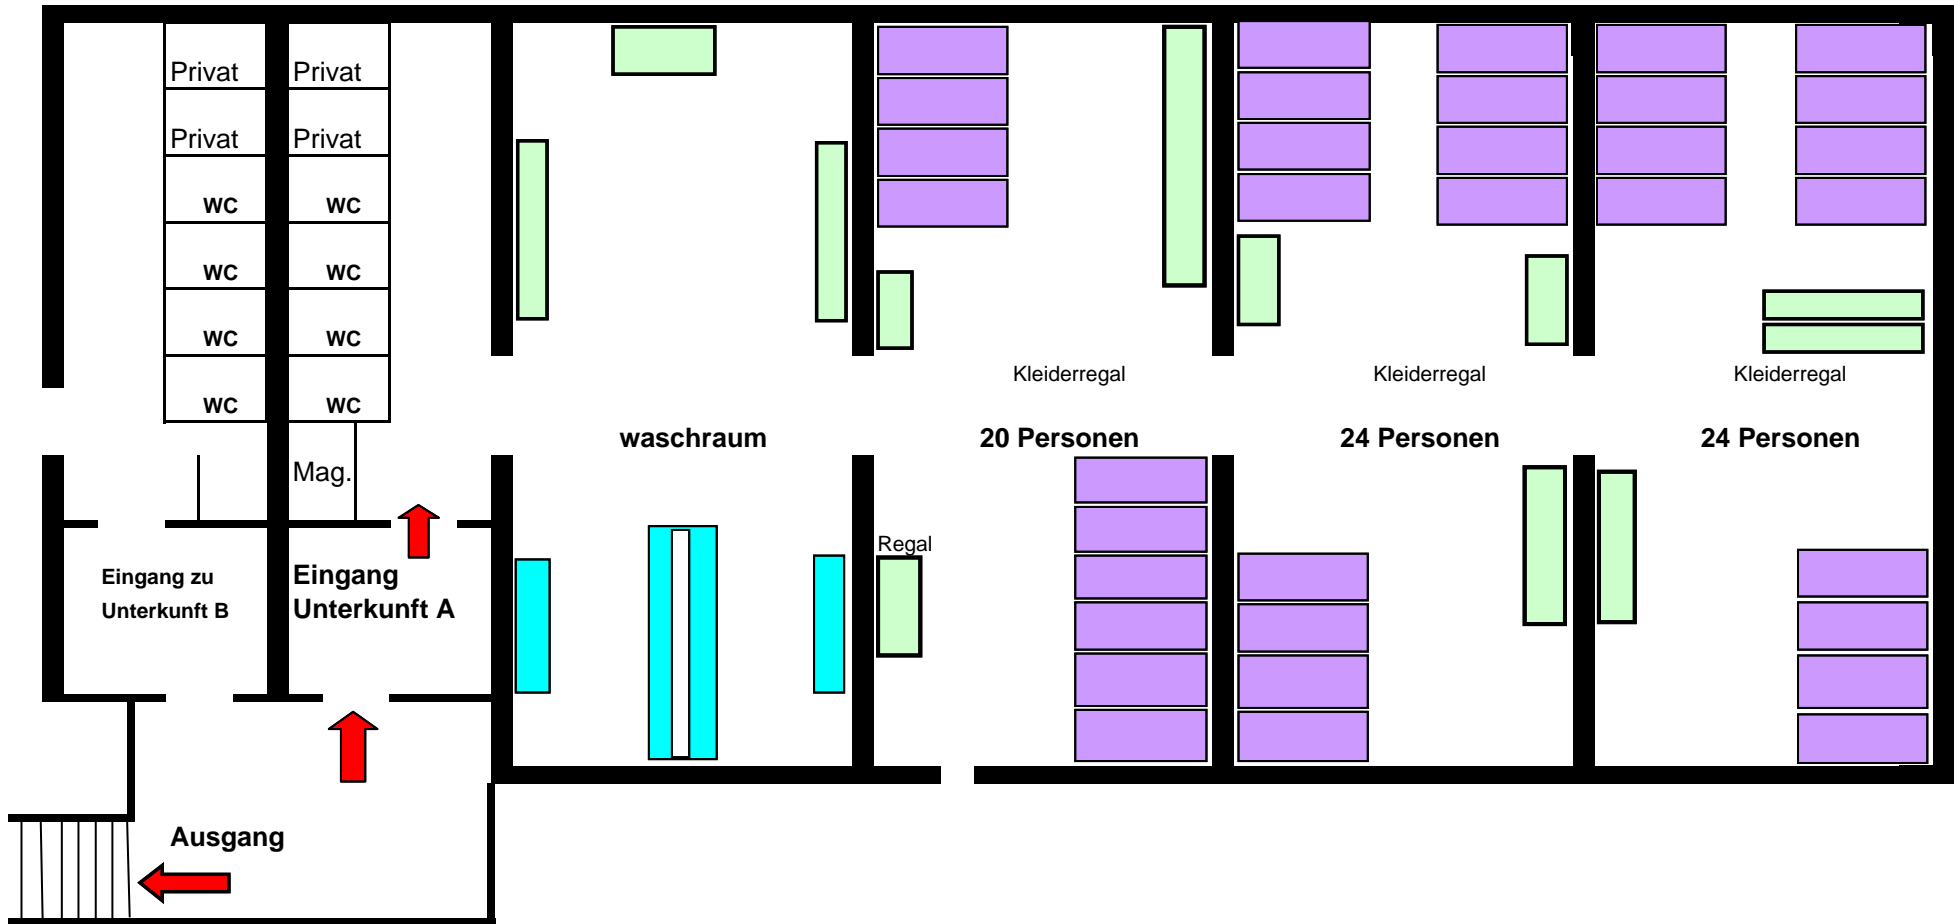 Privat Privat
Privat Privat
WC WC
WC WC
WC WC
WC WC
Mag.
Eingang zu
Unterkunft B
Eingang
Unterkunft A
Ausgang
waschraum
Kleiderregal
20 Personen
Regal
Kleiderregal
24 Personen
Kleiderregal
24 Personen